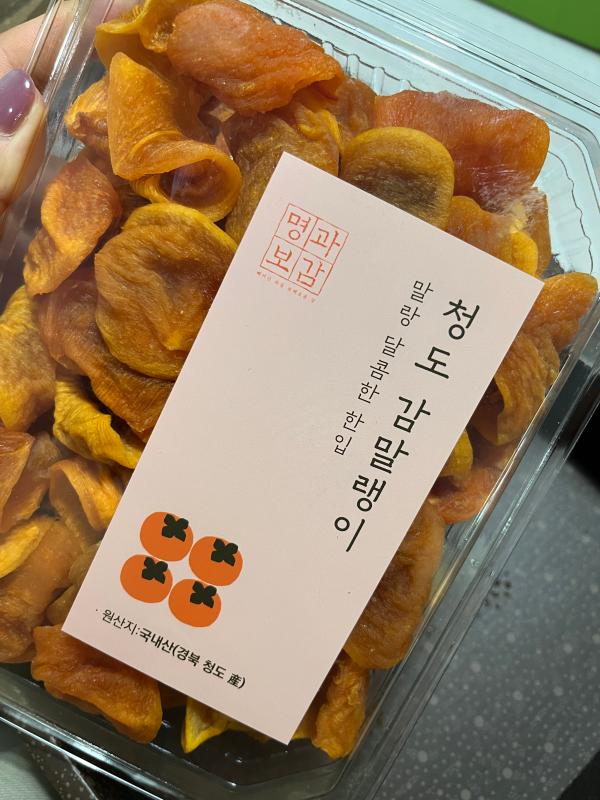 명과
보감
청도 감말랭이
말랑 달콤한 한입
· 원산지:국내산(경북 청도 産)